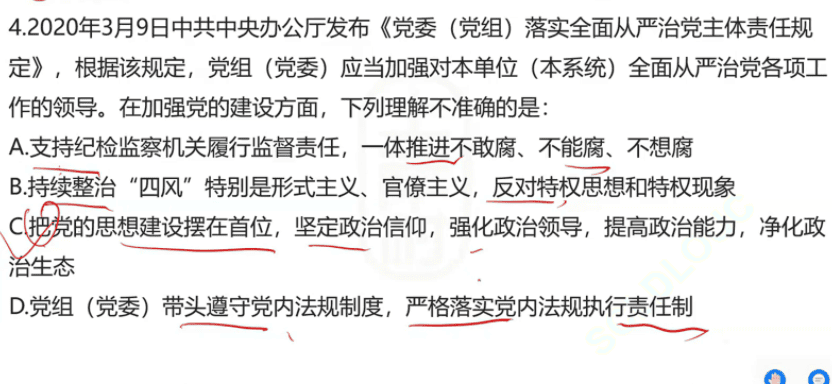 4.2020年3月9日中共中央办公厅发布《党委（党组）落实全面从严治党主体责任规
定》，根据该规定，党组（党委）应当加强对本单位（本系统）全面从严治党各项工
作的领导。在加强党的建设方面，下列理解不准确的是：
A.支持纪检监察机关履行监督责任，一体推进不敢腐、不能腐、不想腐
B.持续整治“四风”特别是形式主义、官僚主义，反对特权思想和特权现象
C.把党的思想建设摆在首位，坚定政治信仰，强化政治领导，提高政治能力，净化政
治生态
D.党组（党委）带头遵守党内法规制度，严格落实党内法规执行责任制